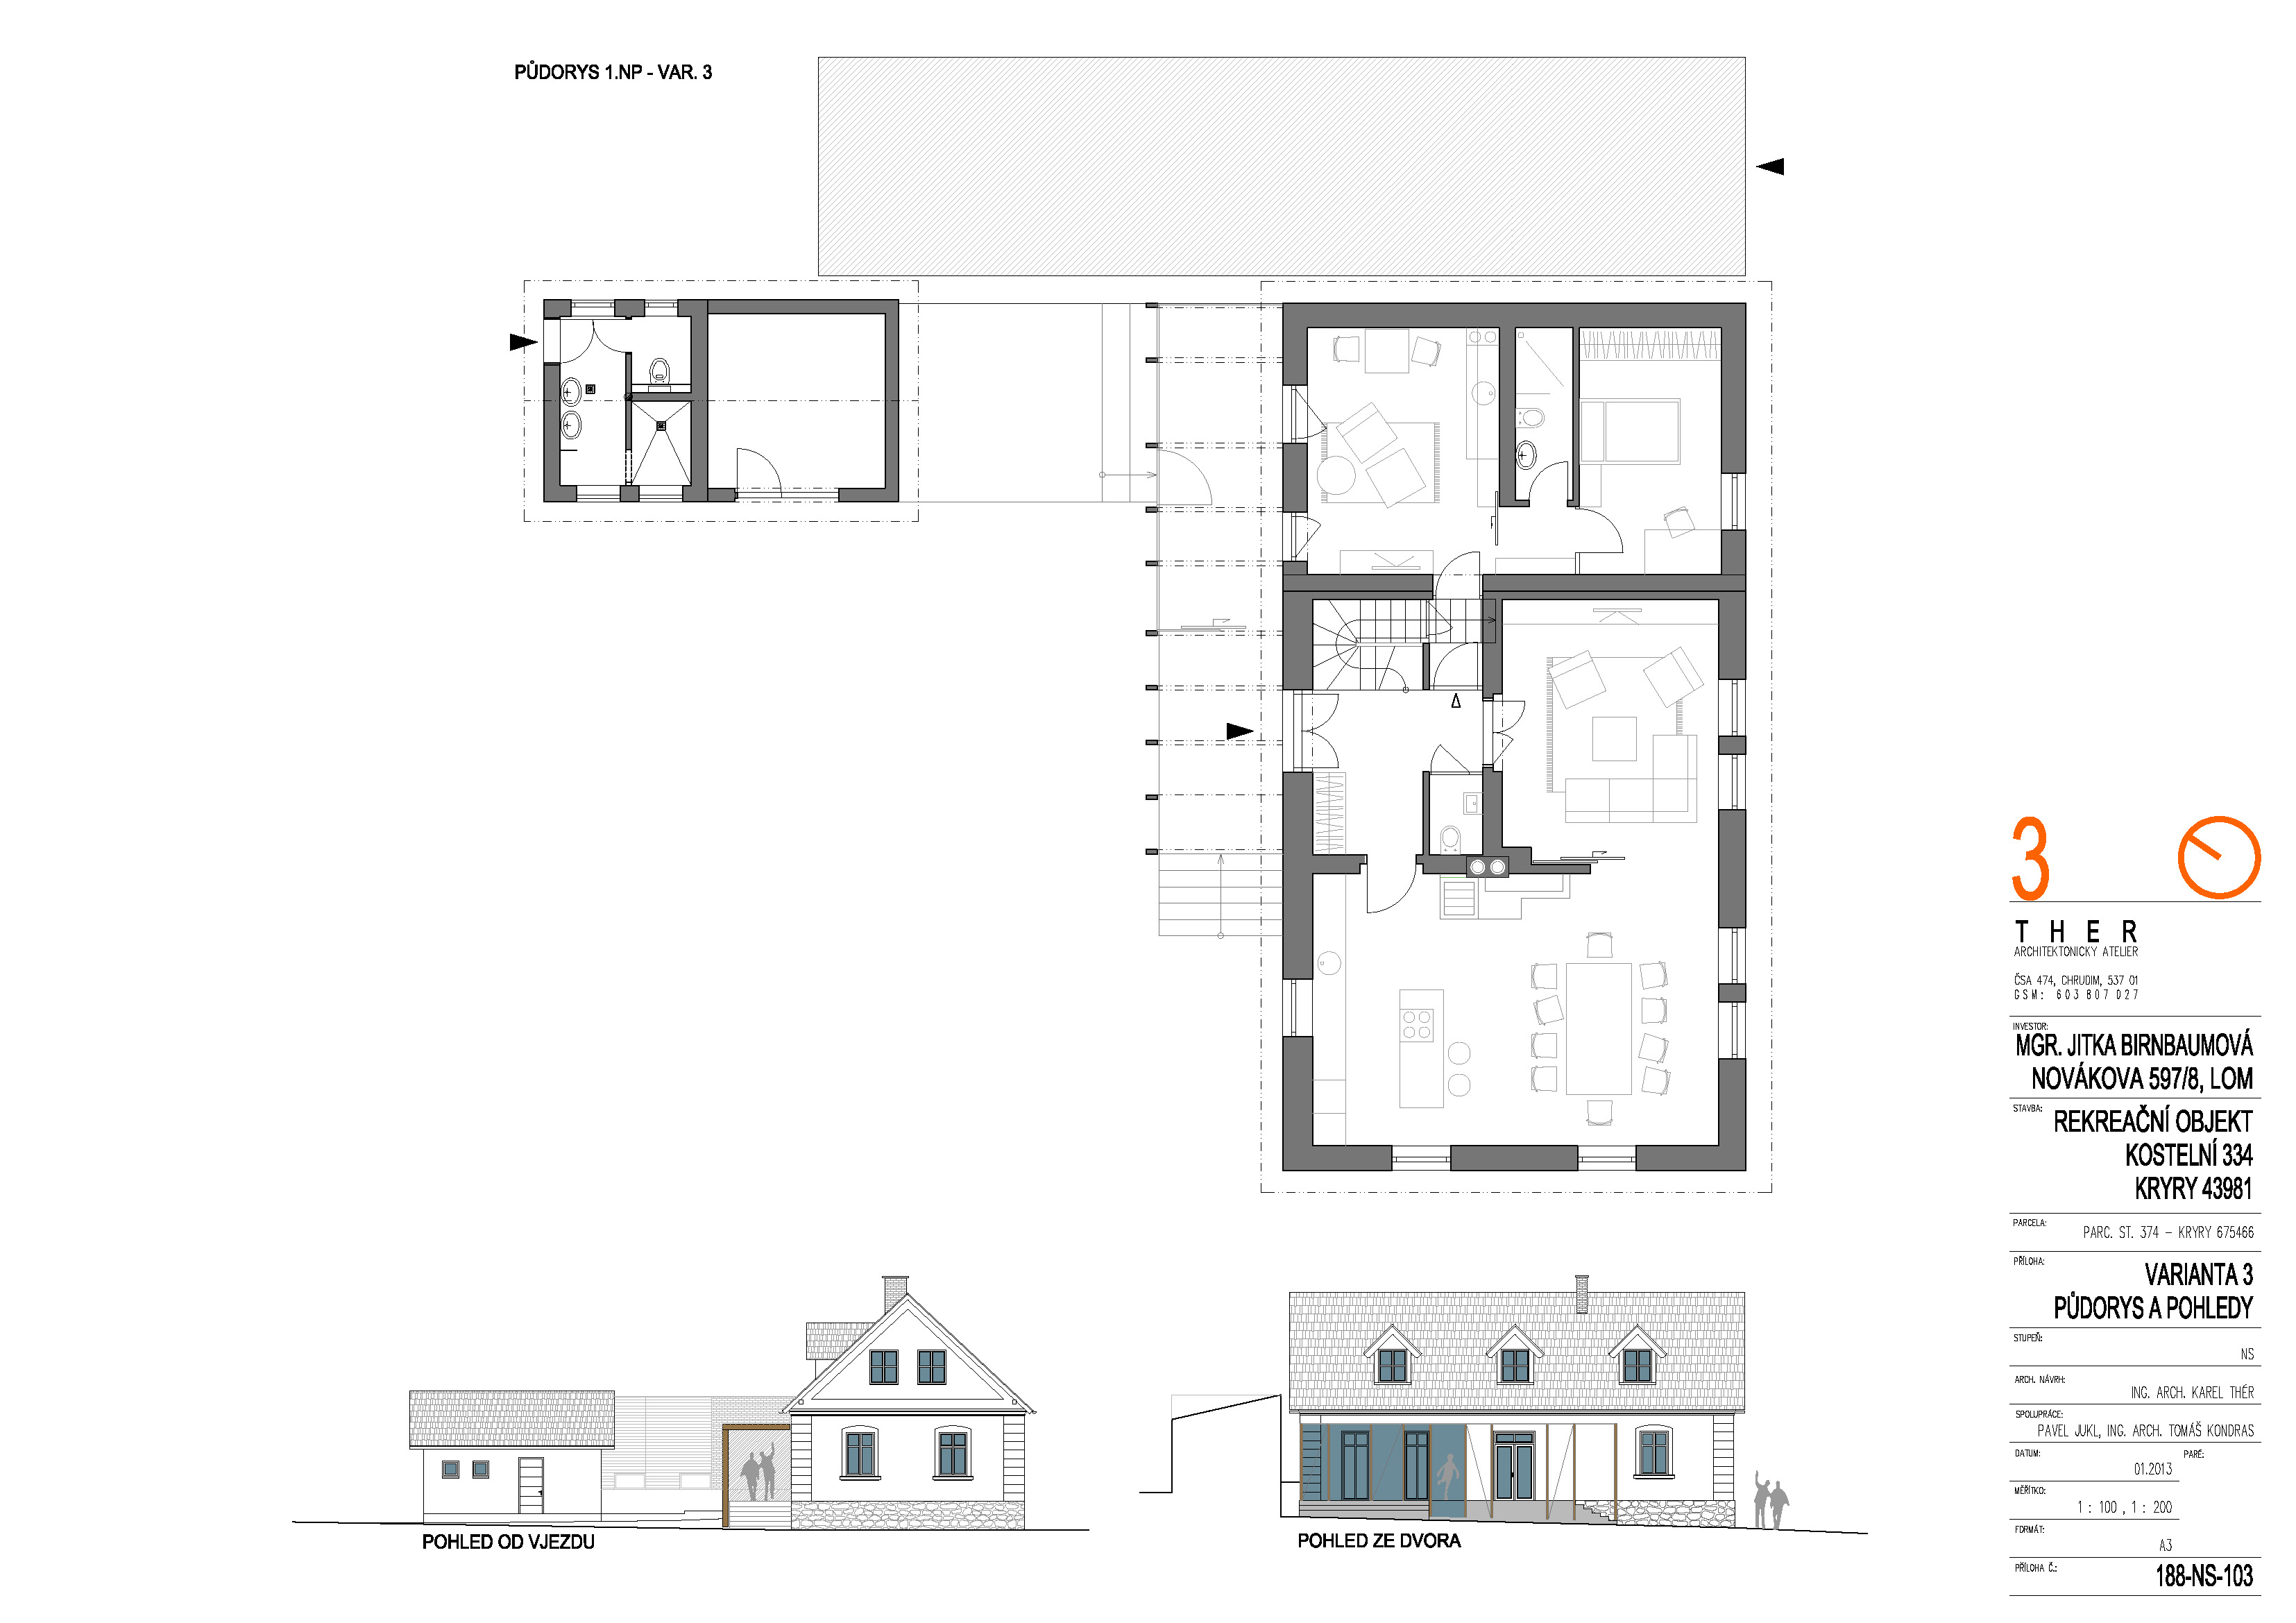 PŮDORYS 1.NP - VAR. 3
POHLED OD VJEZDU
POHLED ZE DVORA
3
THER
ARCHITEKTONICKY ATELIER
ČSA 474, CHRUDIM, 537 01
GSM: 603 807 027
INVESTOR:
MGR. JITKA BIRNBAUMOVÁ
NOVÁKOVA 597/8, LOM
STAVBA:
REKREAČNÍ OBJEKT
KOSTELNÍ 334
KRYRY 43981
PARCELA:
PARC. ST. 374 – KRYRY 675466
PŘÍLOHA:
VARIANTA 3
PŮDORYS A POHLEDY
STUPEŇ:
NS
ARCH. NÁVRH:
ING. ARCH. KAREL THÉR
SPOLUPRÁCE:
PAVEL JUKL, ING. ARCH. TOMÁŠ KONDRAS
DATUM:
01.2013
PARÉ:
MĚŘÍTKO:
1 : 100 , 1 : 200
FORMÁT:
A3
PŘÍLOHA Č.:
188-NS-103